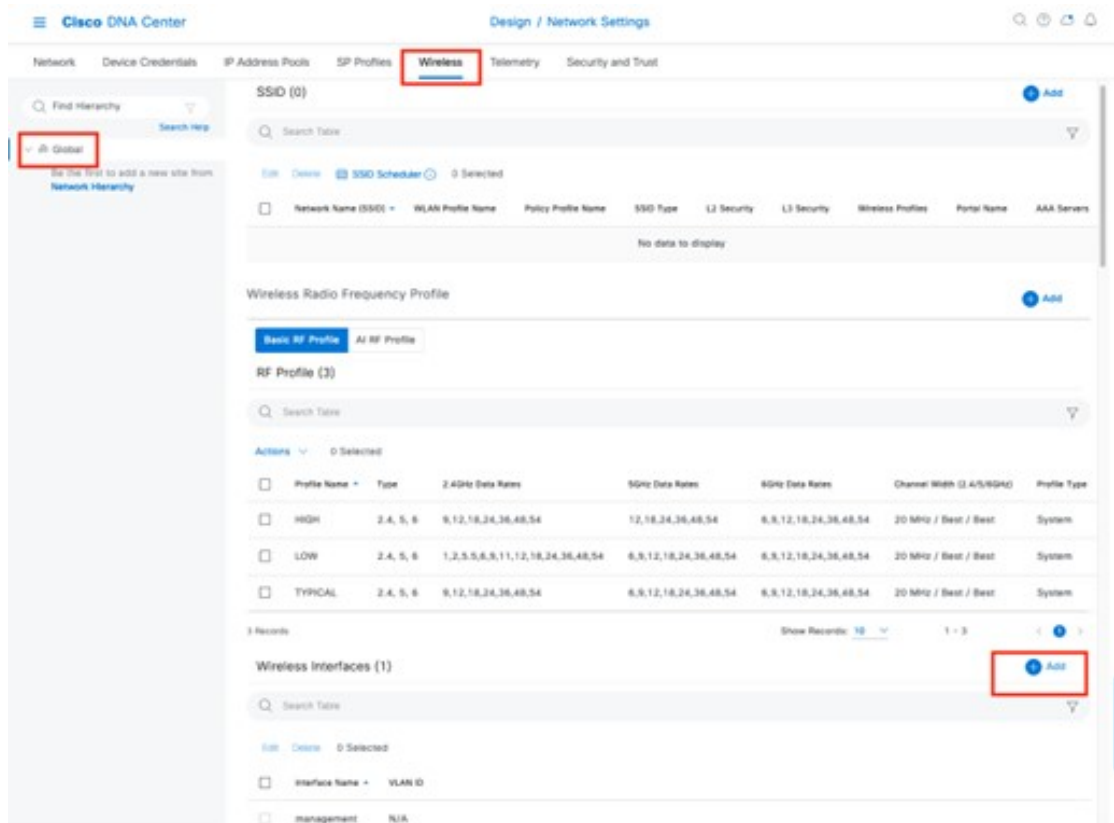 Cisco DNA Center
Design / Network Settings
Network Device Credentials IP Address Pools SP Profiles Wireless Telemetry Security and Trust
Find Hierarchy
Search Help
Global
Be the first to add a new site from
Network Hierarchy
SSID (0)
Add
Search Table
Edit Delete SSID Scheduler 0 Selected
Network Name (SSID) WLAN Profile Name Policy Profile Name SSID Type L2 Security L3 Security Wireless Profiles Portal Name AAA Servers
No data to display
Wireless Radio Frequency Profile
Add
Basic RF Profile AI RF Profile
RF Profile (3)
Search Table
Actions 0 Selected
Profile Name Type 2.4GHz Data Rates 5GHz Data Rates 6GHz Data Rates Channel Width (2.4/5/6GHz) Profile Type
HIGH 2.4, 5, 6 9,12,18,24,36,48,54 12,18,24,36,48,54 6,9,12,18,24,36,48,54 20 MHz / Best / Best System
LOW 2.4, 5, 6 1,2,5.5,6,9,11,12,18,24,36,48,54 6,9,12,18,24,36,48,54 6,9,12,18,24,36,48,54 20 MHz / Best / Best System
TYPICAL 2.4, 5, 6 9,12,18,24,36,48,54 6,9,12,18,24,36,48,54 6,9,12,18,24,36,48,54 20 MHz / Best / Best System
3 Records
Show Records: 10 1 - 3 1
Wireless Interfaces (1)
Add
Search Table
Edit Delete 0 Selected
Interface Name VLAN ID
management N/A